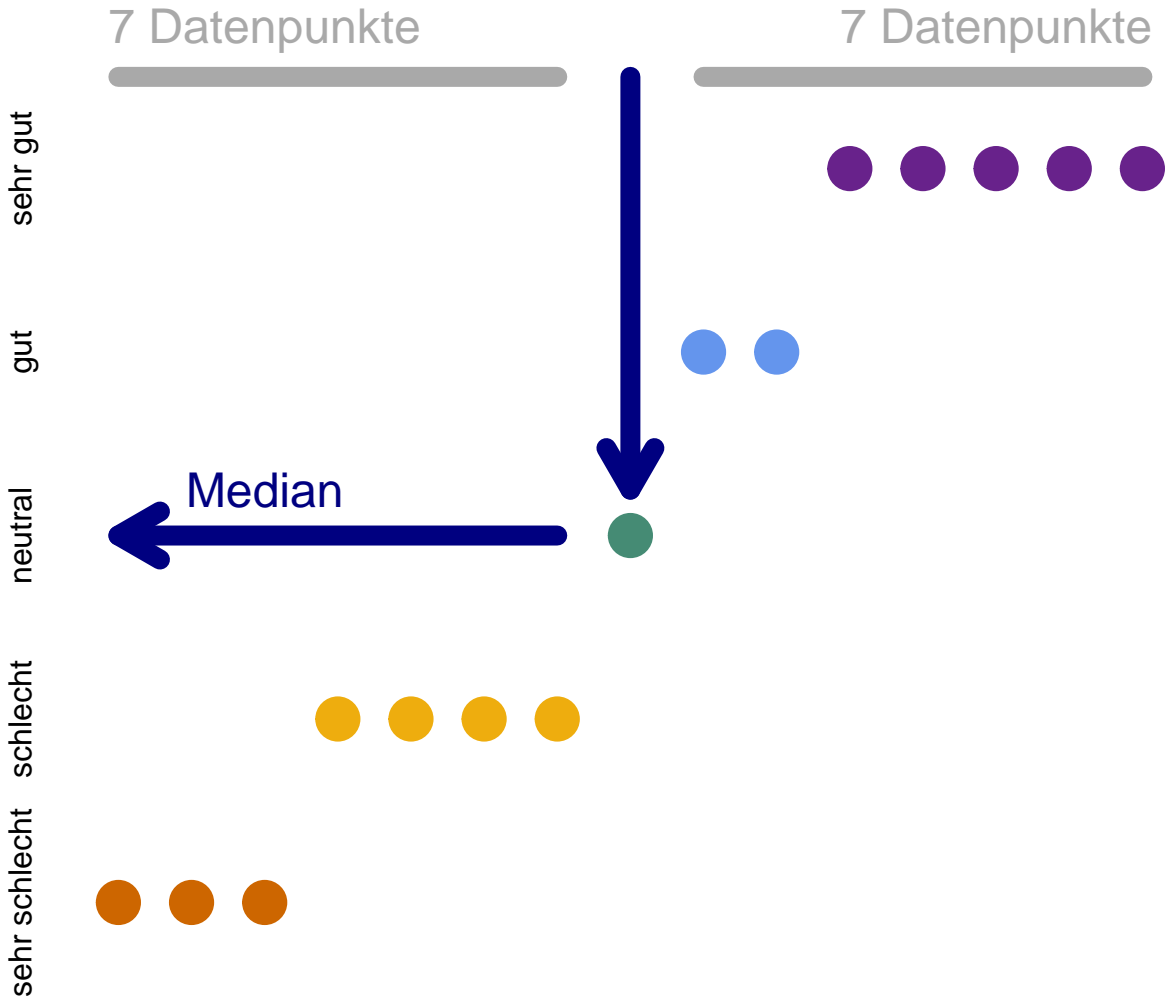 7 Datenpunkte
7 Datenpunkte
sehr gut
gut
Median
neutral
schlecht
sehr schlecht